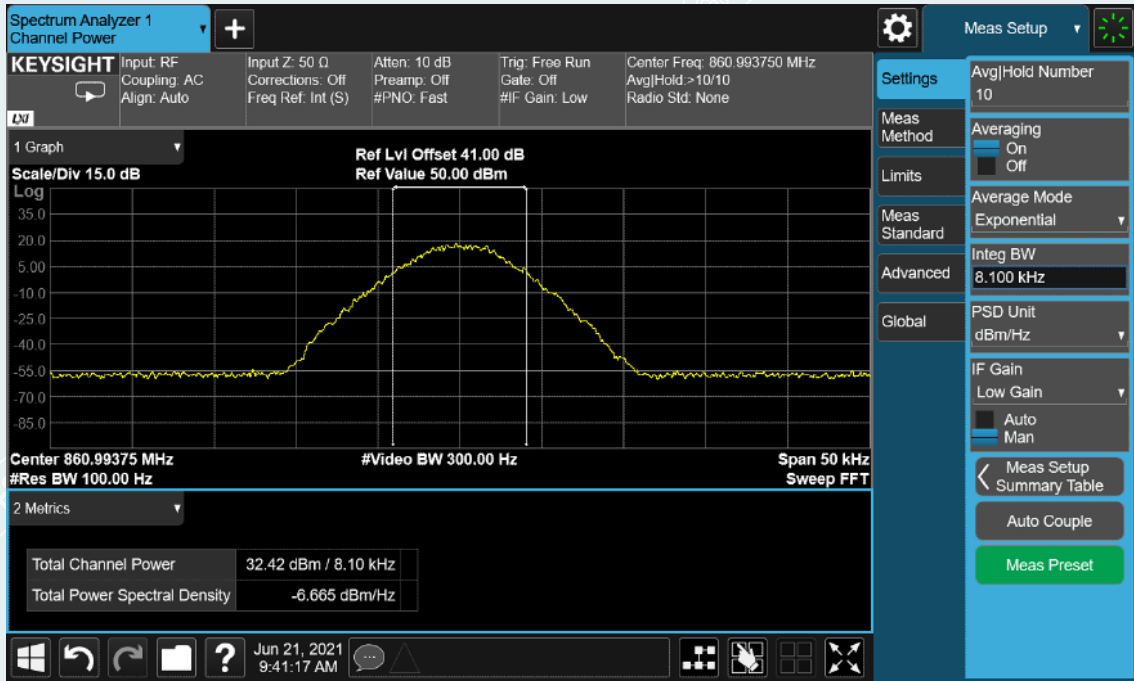 Spectrum Analyzer 1
Channel Power
+
Meas Setup
KEYSIGHT
Input: RF
Coupling: AC
Align: Auto
Input Z: 50 Ω
Corrections: Off
Freq Ref: Int (S)
Atten: 10 dB
Preamp: Off
#PNO: Fast
Trig: Free Run
Gate: Off
#IF Gain: Low
Center Freq: 860.993750 MHz
Avg|Hold:>10/10
Radio Std: None
LXI
1 Graph
Scale/Div 15.0 dB
Ref Lvl Offset 41.00 dB
Ref Value 50.00 dBm
Log
35.0
20.0
5.00
-10.0
-25.0
-40.0
-55.0
-70.0
-85.0
Center 860.99375 MHz
#Video BW 300.00 Hz
Span 50 kHz
#Res BW 100.00 Hz
Sweep FFT
2 Metrics
Total Channel Power 32.42 dBm / 8.10 kHz
Total Power Spectral Density -6.665 dBm/Hz
?
Jun 21, 2021
9:41:17 AM
Settings
Meas
Method
Limits
Meas
Standard
Advanced
Global
Avg|Hold Number
10
Averaging
On
Off
Average Mode
Exponential
Integ BW
8.100 kHz
PSD Unit
dBm/Hz
IF Gain
Low Gain
Auto
Man
Meas Setup
Summary Table
Auto Couple
Meas Preset